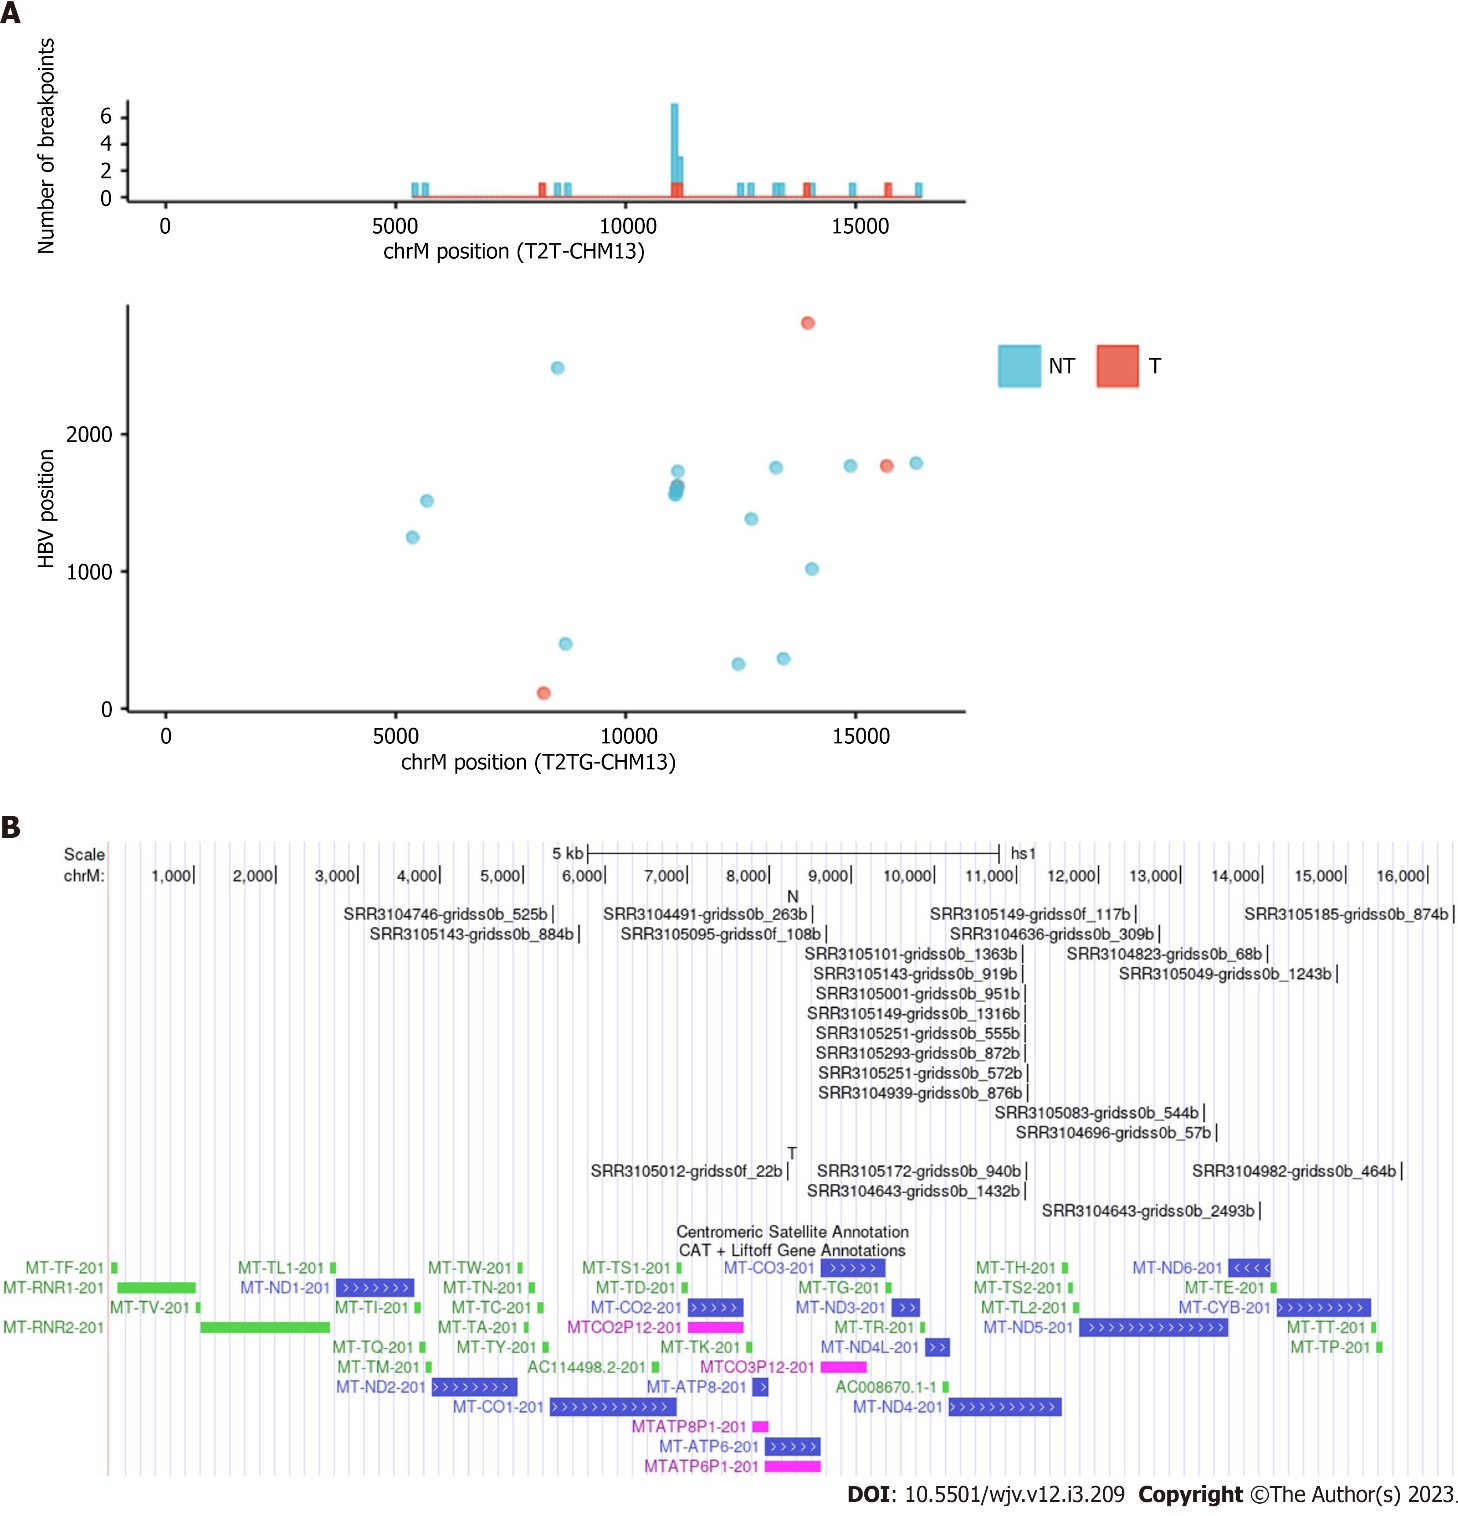 A
Number of breakpoints
6
4
2
0
0 5000 10000 15000
chrM position (T2T-CHM13)
NT T
HBV position
2000
1000
0
0 5000 10000 15000
chrM position (T2TG-CHM13)
B
Scale 5 kb hs1
chrM: 1,000 2,000 3,000 4,000 5,000 6,000 7,000 8,000 9,000 10,000 11,000 12,000 13,000 14,000 15,000 16,000
N
SRR3104746-gridss0b_525b SRR3104491-gridss0b_263b SRR3105149-gridss0f_117b SRR3105185-gridss0b_874b
SRR3105143-gridss0b_884b SRR3105095-gridss0f_108b SRR3104636-gridss0b_309b
SRR3105101-gridss0b_1363b SRR3104823-gridss0b_68b
SRR3105143-gridss0b_919b SRR3105049-gridss0b_1243b
SRR3105001-gridss0b_951b
SRR3105149-gridss0b_1316b
SRR3105251-gridss0b_555b
SRR3105293-gridss0b_872b
SRR3105251-gridss0b_572b
SRR3104939-gridss0b_876b
SRR3105083-gridss0b_544b
SRR3104696-gridss0b_57b
T
SRR3105012-gridss0f_22b SRR3105172-gridss0b_940b SRR3104982-gridss0b_464b
SRR3104643-gridss0b_1432b
SRR3104643-gridss0b_2493b
Centromeric Satellite Annotation
CAT + Liftoff Gene Annotations
MT-TF-201 MT-TL1-201 MT-TW-201 MT-TS1-201 MT-CO3-201 MT-TH-201 MT-ND6-201
MT-RNR1-201 MT-ND1-201 MT-TN-201 MT-TD-201 MT-TG-201 MT-TS2-201 MT-TE-201
MT-TV-201 MT-TI-201 MT-TC-201 MT-CO2-201 MT-ND3-201 MT-TL2-201 MT-CYB-201
MT-RNR2-201 MT-TA-201 MTCO2P12-201 MT-TR-201 MT-ND5-201 MT-TT-201
MT-TQ-201 MT-TY-201 MT-TK-201 MT-ND4L-201 MT-TP-201
MT-TM-201 AC114498.2-201 MTCO3P12-201
MT-ND2-201 MT-ATP8-201 AC008670.1-1
MT-CO1-201 MT-ND4-201
MTATP8P1-201
MT-ATP6-201
MTATP6P1-201
DOI: 10.5501/wjv.v12.i3.209 Copyright ©The Author(s) 2023.